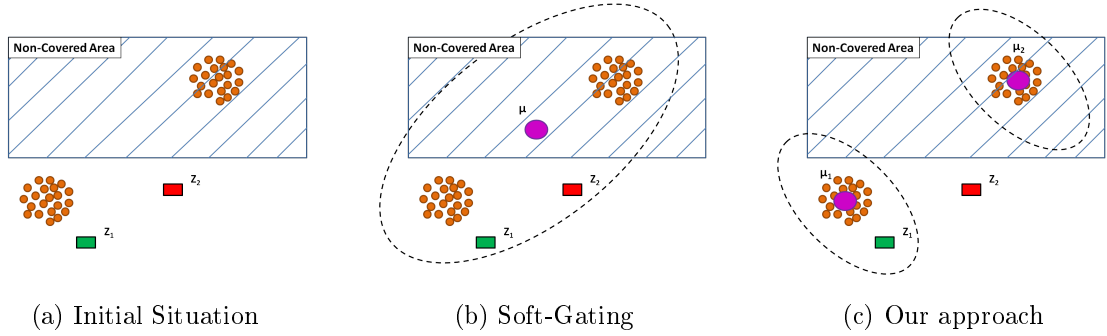 Non-Covered Area
Z2
Z1
(a) Initial Situation
Non-Covered Area
μ
Z2
Z1
(b) Soft-Gating
Non-Covered Area
μ2
μ1
Z2
Z1
(c) Our approach